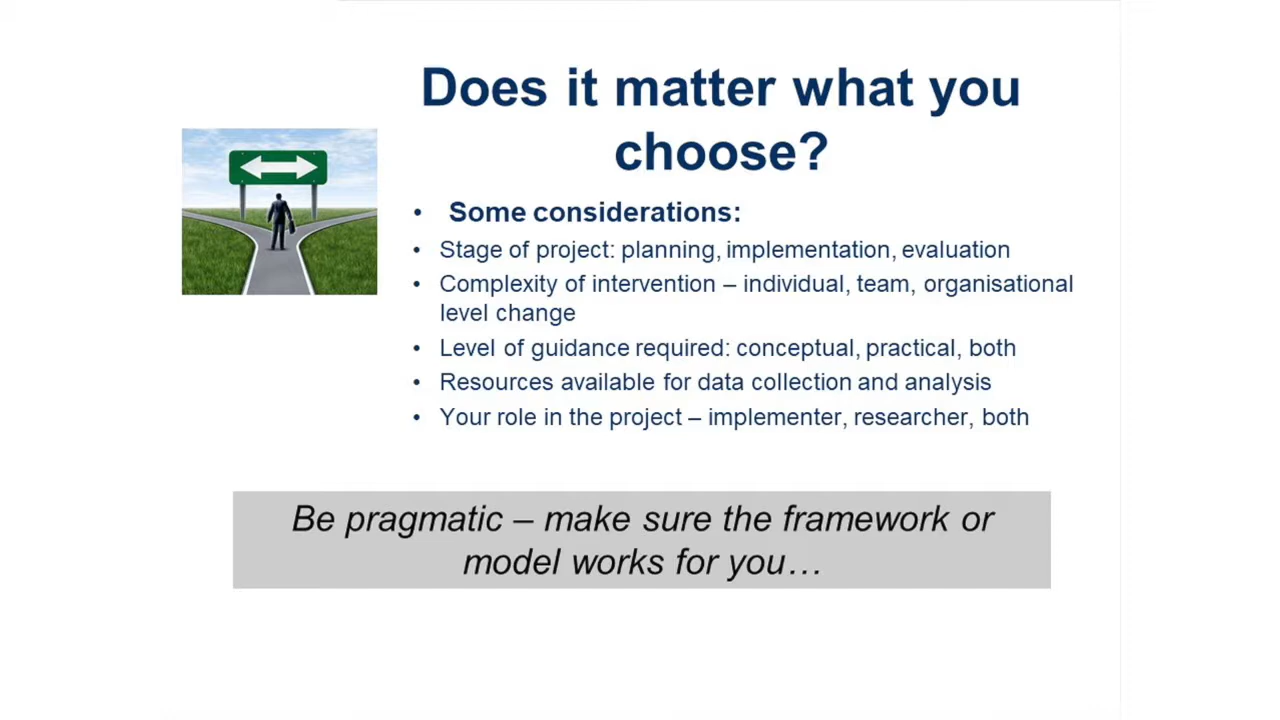 Does it matter what you
choose?
• Some considerations:
• Stage of project: planning, implementation, evaluation
• Complexity of intervention – individual, team, organisational
level change
• Level of guidance required: conceptual, practical, both
• Resources available for data collection and analysis
• Your role in the project – implementer, researcher, both
Be pragmatic – make sure the framework or
model works for you…